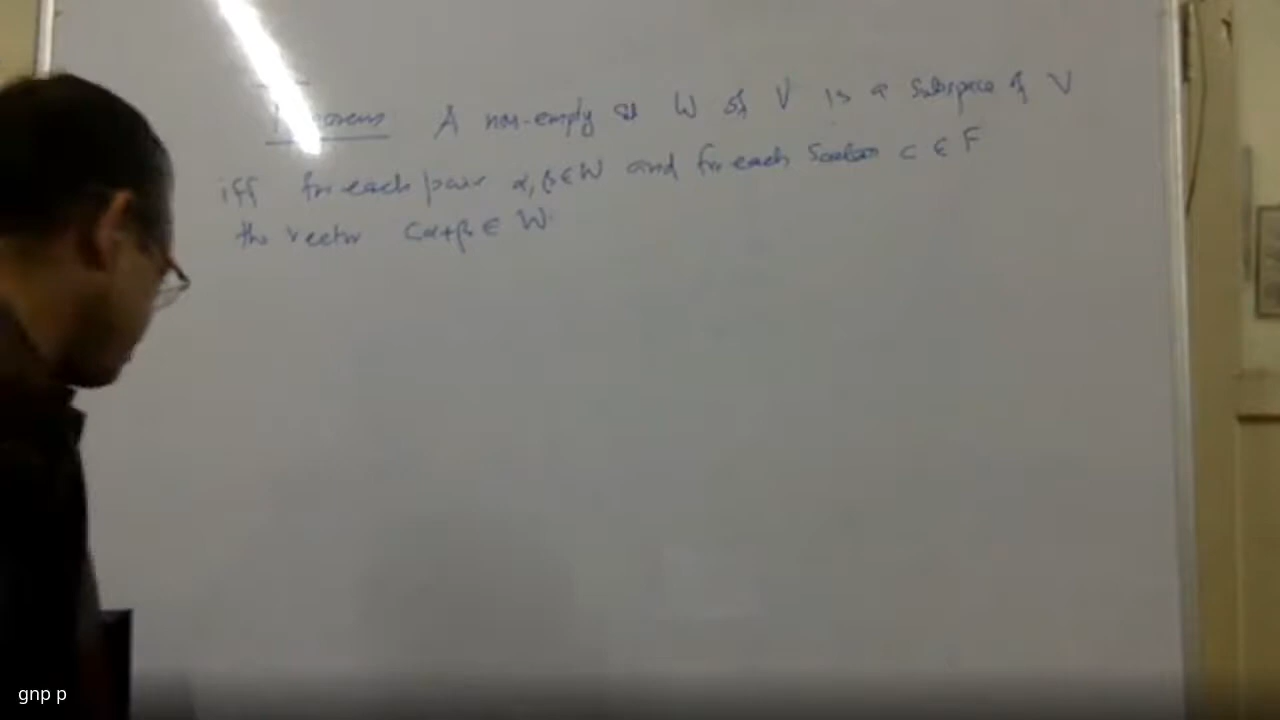 Theorem A non-empty set W of V is a Subspace of V
iff for each pair α, β ∈ W and for each Scalar c ∈ F
the vector cα+β ∈ W.
gnp p